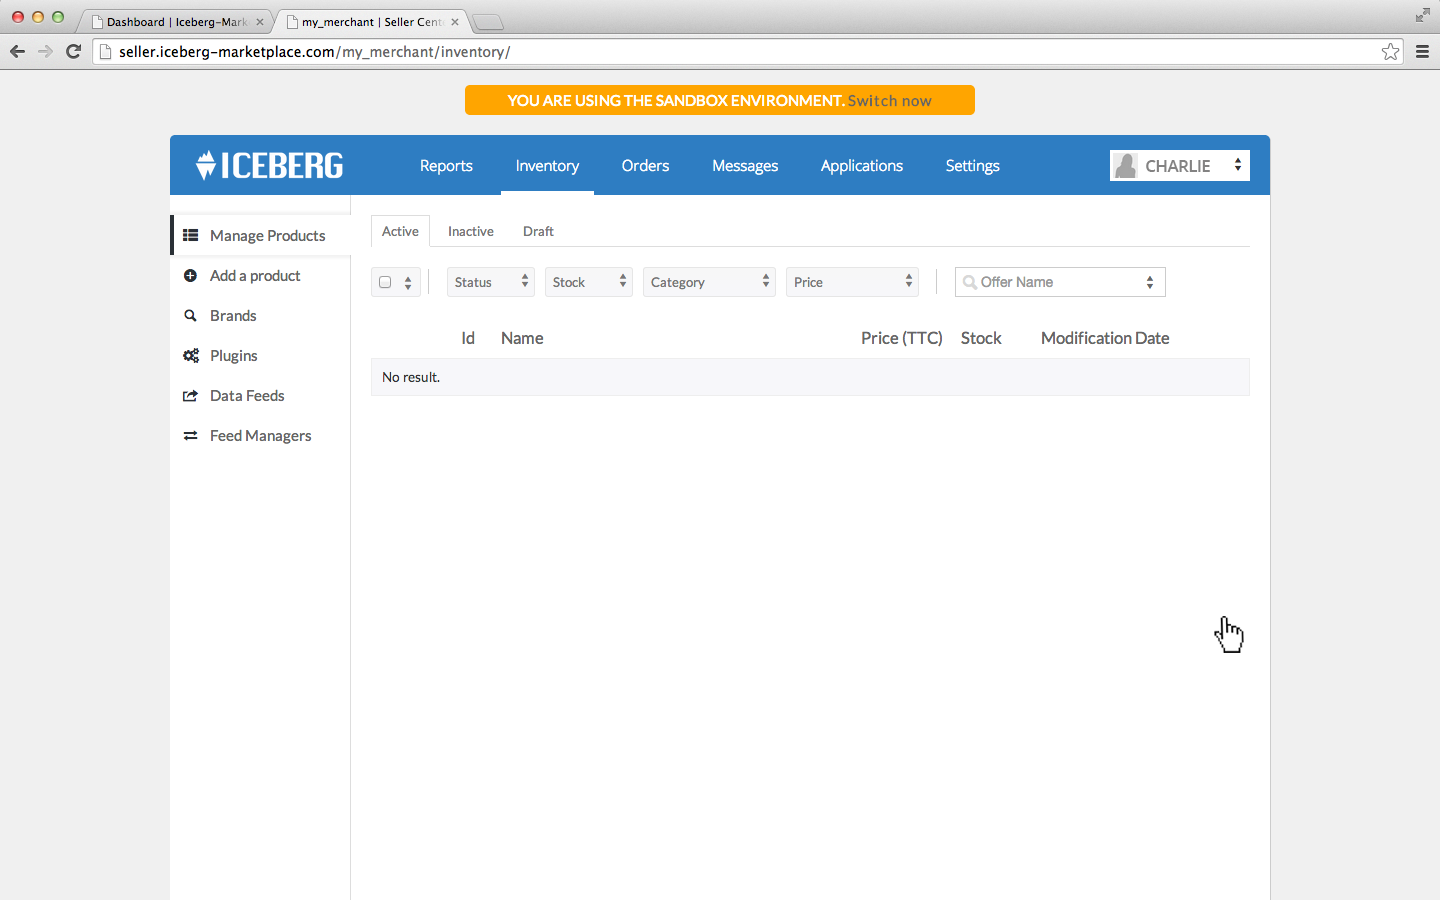 Dashboard | Iceberg-Mark
my_merchant | Seller Cent
seller.iceberg-marketplace.com/my_merchant/inventory/
YOU ARE USING THE SANDBOX ENVIRONMENT. Switch now
ICEBERG
Reports Inventory Orders Messages Applications Settings
CHARLIE
Manage Products
Add a product
Brands
Plugins
Data Feeds
Feed Managers
Active Inactive Draft
Status Stock Category Price Offer Name
Id Name Price (TTC) Stock Modification Date
No result.